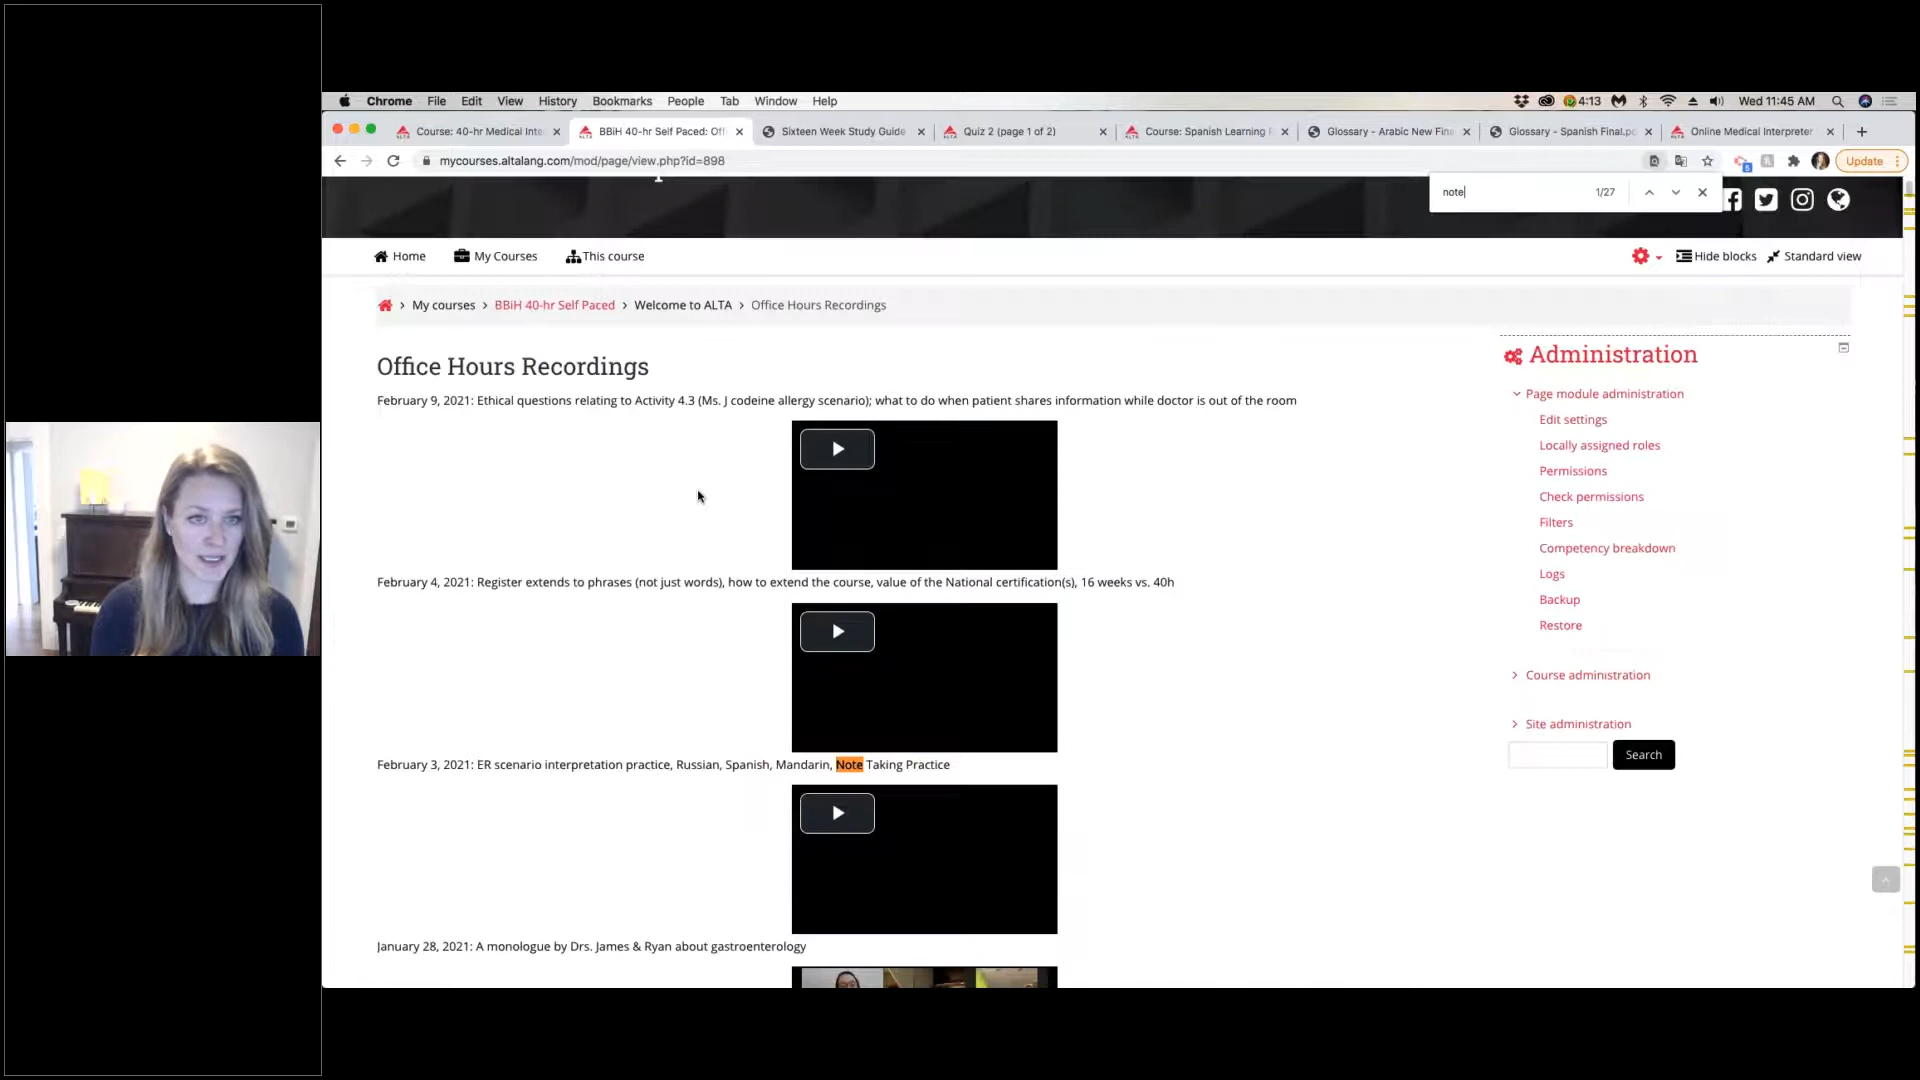 Chrome File Edit View History Bookmarks People Tab Window Help
4:13 Wed 11:45 AM
Course: 40-hr Medical Inte
BBiH 40-hr Self Paced: Off
Sixteen Week Study Guide
Quiz 2 (page 1 of 2)
Course: Spanish Learning
Glossary - Arabic New Fin
Glossary - Spanish Final.p
Online Medical Interpreter
mycourses.altalang.com/mod/page/view.php?id=898
Update
note 1/27
Home My Courses This course
Hide blocks Standard view
My courses > BBiH 40-hr Self Paced > Welcome to ALTA > Office Hours Recordings
Office Hours Recordings
February 9, 2021: Ethical questions relating to Activity 4.3 (Ms. J codeine allergy scenario); what to do when patient shares information while doctor is out of the room
February 4, 2021: Register extends to phrases (not just words), how to extend the course, value of the National certification(s), 16 weeks vs. 40h
February 3, 2021: ER scenario interpretation practice, Russian, Spanish, Mandarin, Note Taking Practice
January 28, 2021: A monologue by Drs. James & Ryan about gastroenterology
Administration
Page module administration
Edit settings
Locally assigned roles
Permissions
Check permissions
Filters
Competency breakdown
Logs
Backup
Restore
Course administration
Site administration
Search